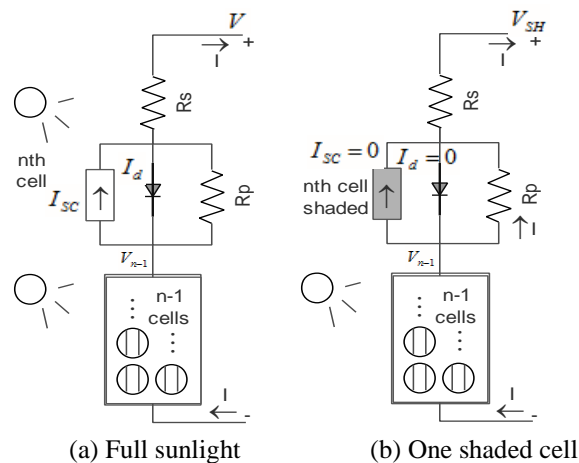 V
I
+
Rs
nth
cell
I_SC
I_d
Rp
V_{n-1}
n-1
cells
I
-
(a) Full sunlight
V_SH
I
+
Rs
I_SC = 0
I_d = 0
nth cell
shaded
Rp
I
V_{n-1}
n-1
cells
I
-
(b) One shaded cell